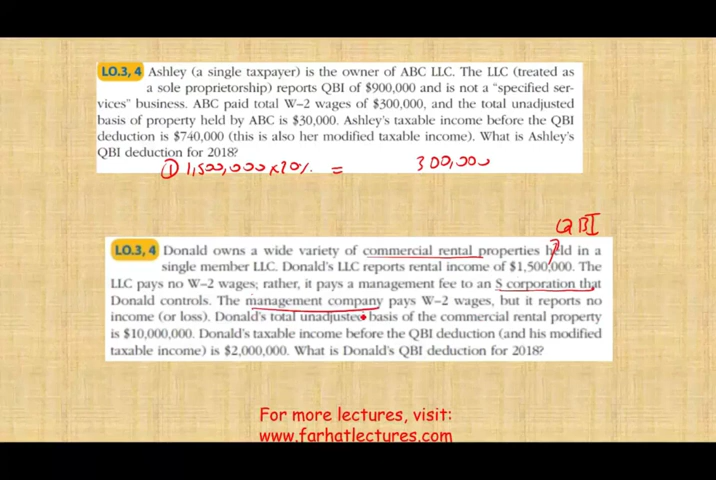 LO.3, 4 Ashley (a single taxpayer) is the owner of ABC LLC. The LLC (treated as
a sole proprietorship) reports QBI of $900,000 and is not a "specified ser-
vices" business. ABC paid total W-2 wages of $300,000, and the total unadjusted
basis of property held by ABC is $30,000. Ashley's taxable income before the QBI
deduction is $740,000 (this is also her modified taxable income). What is Ashley's
QBI deduction for 2018?
① 1,500,000 x 20% = 300,000
QBI
LO.3, 4 Donald owns a wide variety of commercial rental properties held in a
single member LLC. Donald's LLC reports rental income of $1,500,000. The
LLC pays no W-2 wages; rather, it pays a management fee to an S corporation that
Donald controls. The management company pays W-2 wages, but it reports no
income (or loss). Donald's total unadjusted basis of the commercial rental property
is $10,000,000. Donald's taxable income before the QBI deduction (and his modified
taxable income) is $2,000,000. What is Donald's QBI deduction for 2018?
For more lectures, visit:
www.farhatlectures.com